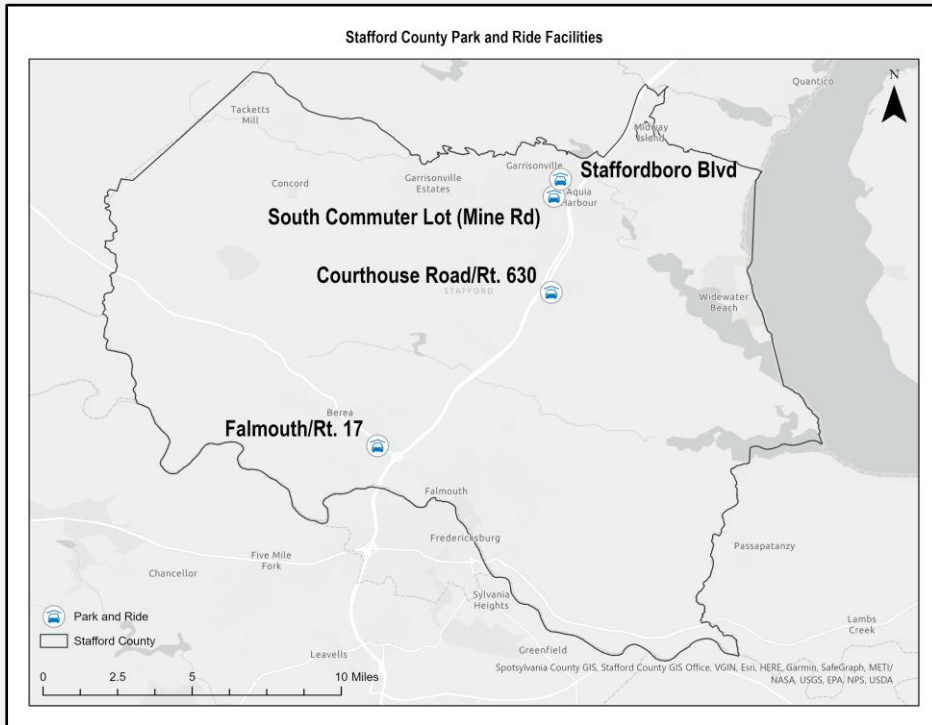 Stafford County Park and Ride Facilities
N
Quantico
Tacketts
Mill
Midway
Island
Garrisonville
Staffordboro Blvd
Concord
Garrisonville
Estates
Aquia
Harbour
South Commuter Lot (Mine Rd)
Courthouse Road/Rt. 630
STAFFORD
Widewater
Beach
Berea
Falmouth/Rt. 17
Falmouth
Fredericksburg
Passapatanzy
Five Mile
Fork
Chancellor
Sylvania
Heights
Lambs
Creek
Park and Ride
Stafford County
Leavells
Greenfield
Spotsylvania County GIS, Stafford County GIS Office, VGIN, Esri, HERE, Garmin, SafeGraph, METI/
NASA, USGS, EPA, NPS, USDA
0 2.5 5 10 Miles